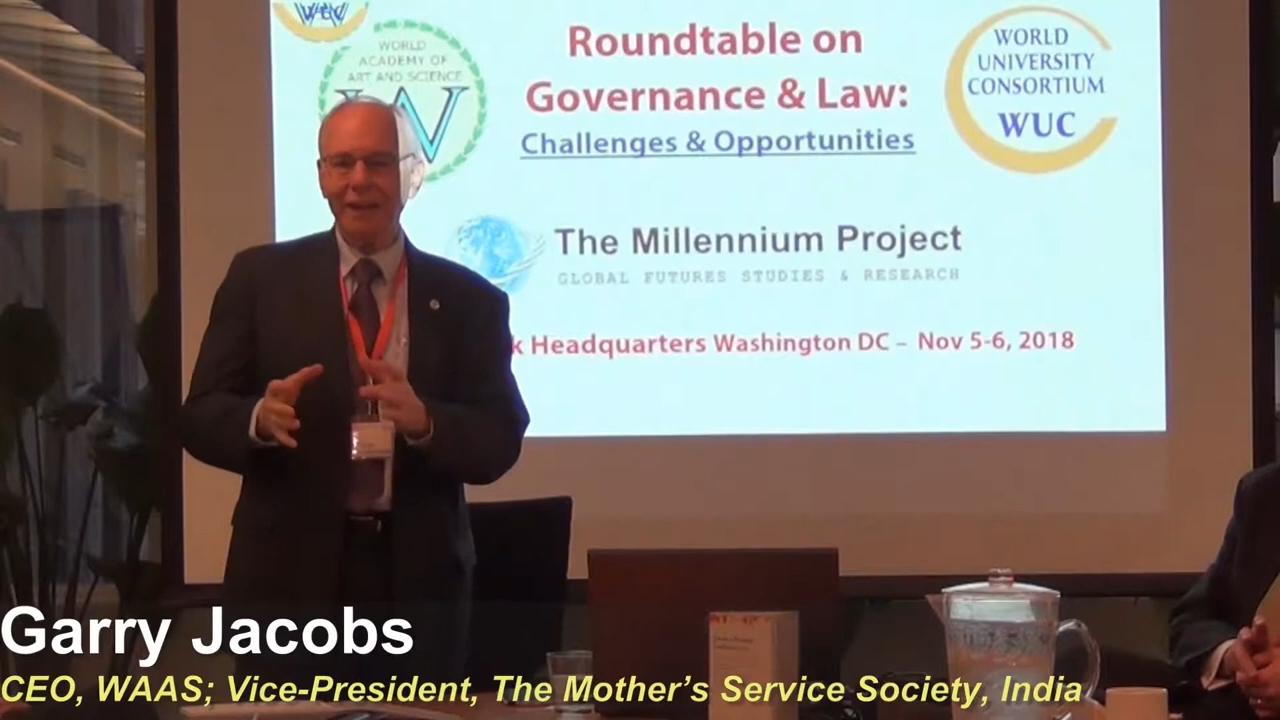 WORLD
ACADEMY OF
ART AND SCIENCE
W
Roundtable on
Governance & Law:
Challenges & Opportunities
WORLD
UNIVERSITY
CONSORTIUM
WUC
The Millennium Project
GLOBAL FUTURES STUDIES & RESEARCH
Headquarters Washington DC – Nov 5-6, 2018
Garry Jacobs
CEO, WAAS; Vice-President, The Mother's Service Society, India